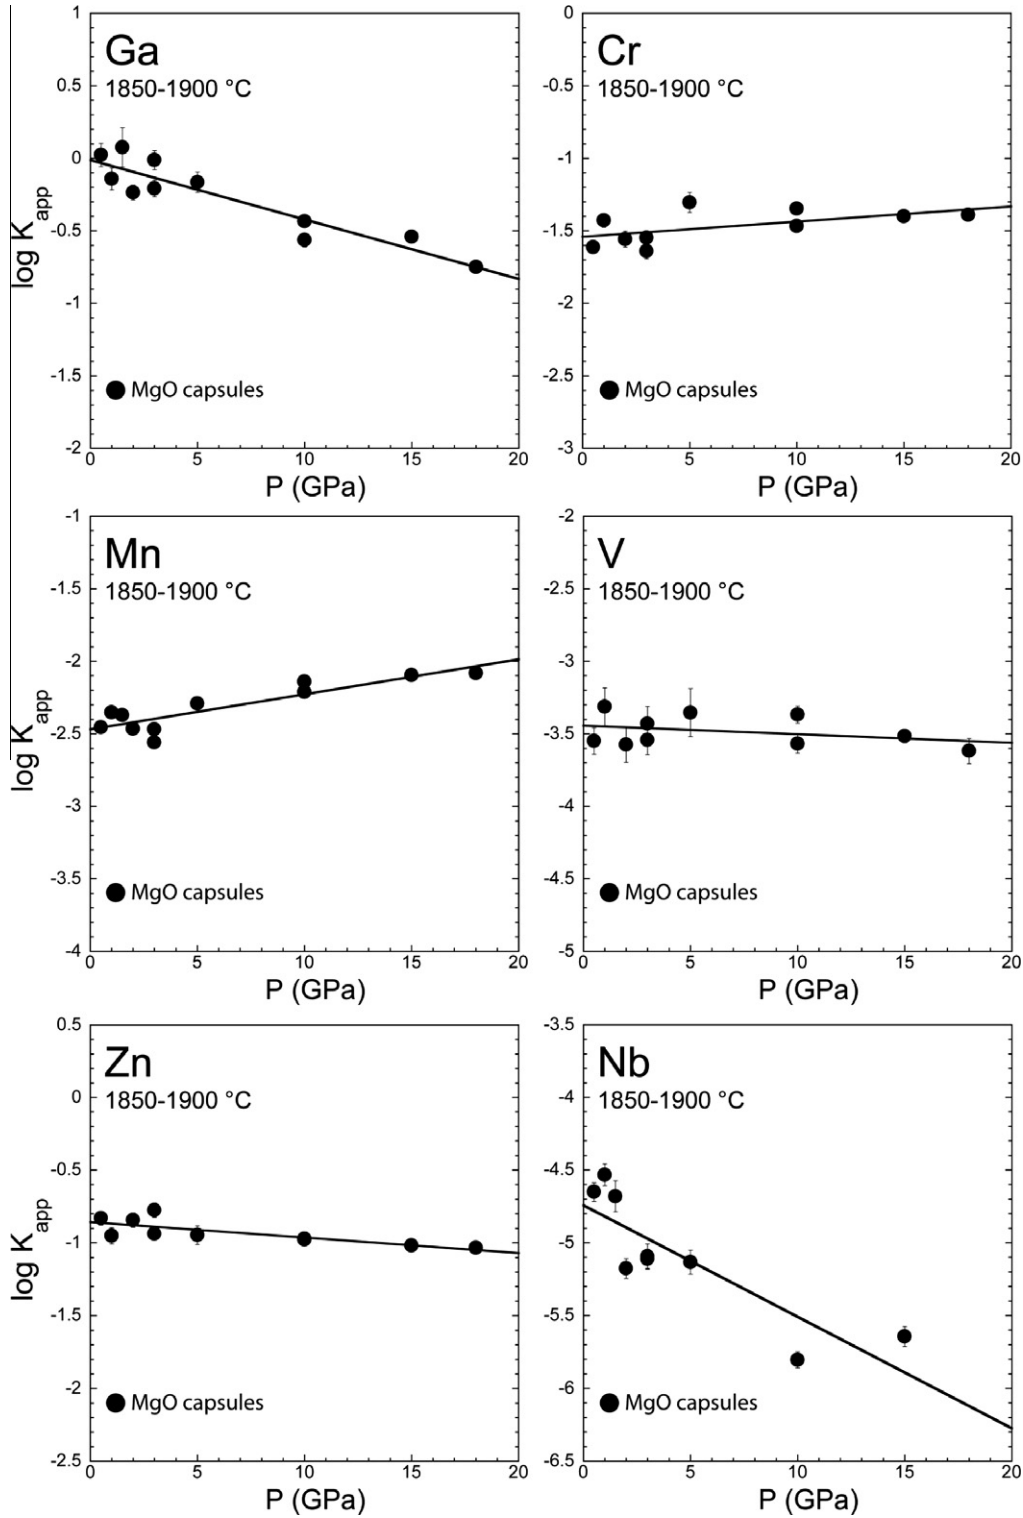 1
Ga
1850-1900 °C
0.5
0
-0.5
-1
-1.5
-2
log K_app
MgO capsules
0 5 10 15 20
P (GPa)
0
Cr
1850-1900 °C
-0.5
-1
-1.5
-2
-2.5
-3
MgO capsules
0 5 10 15 20
P (GPa)
-1
Mn
1850-1900 °C
-1.5
-2
-2.5
-3
-3.5
-4
log K_app
MgO capsules
0 5 10 15 20
P (GPa)
-2
V
1850-1900 °C
-2.5
-3
-3.5
-4
-4.5
-5
MgO capsules
0 5 10 15 20
P (GPa)
0.5
Zn
1850-1900 °C
0
-0.5
-1
-1.5
-2
-2.5
log K_app
MgO capsules
0 5 10 15 20
P (GPa)
-3.5
Nb
1850-1900 °C
-4
-4.5
-5
-5.5
-6
-6.5
MgO capsules
0 5 10 15 20
P (GPa)